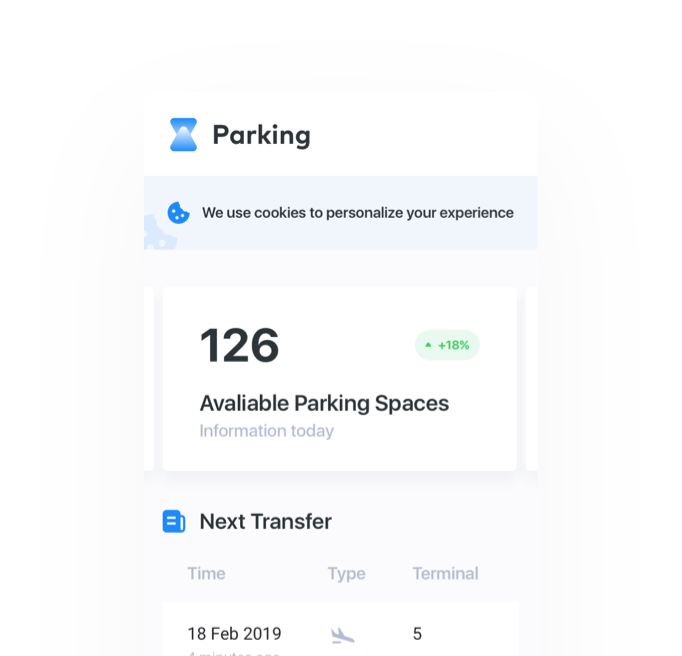 Parking
We use cookies to personalize your experience
126
+18%
Avaliable Parking Spaces
Information today
Next Transfer
Time Type Terminal
18 Feb 2019 5